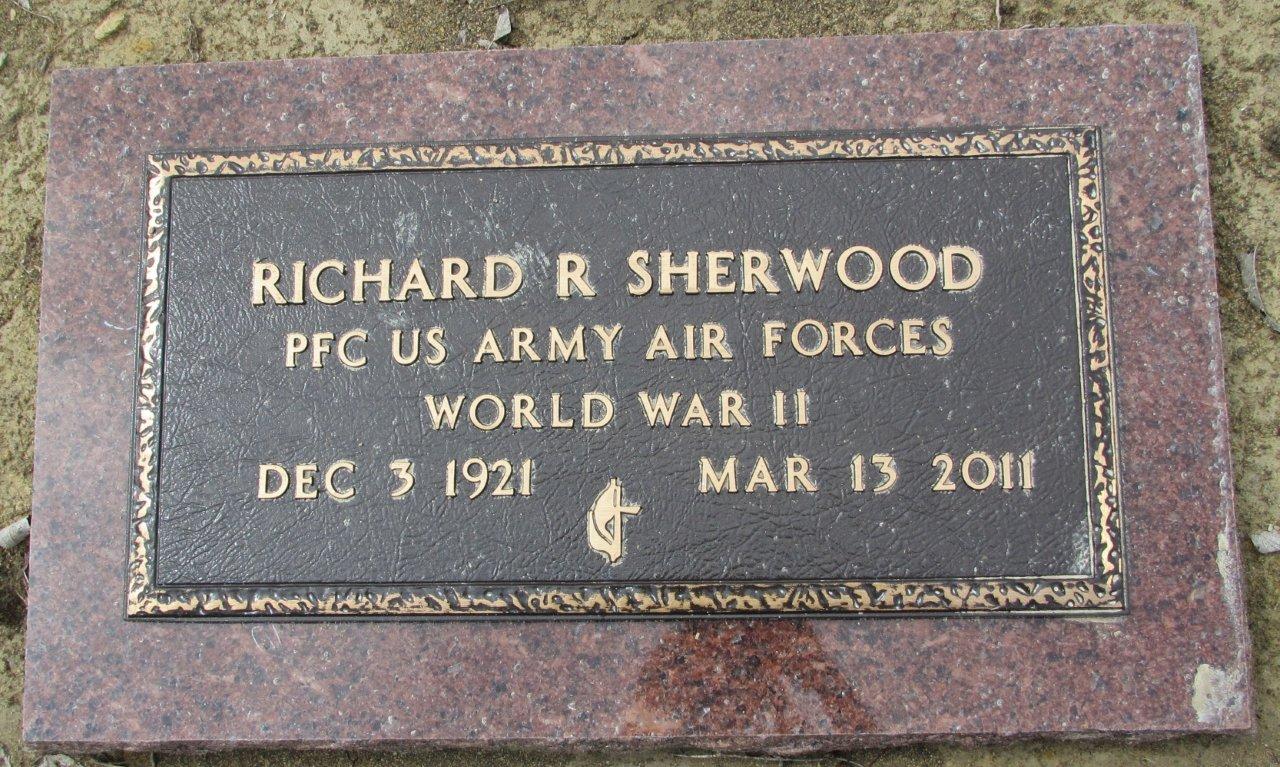 RICHARD R SHERWOOD
PFC US ARMY AIR FORCES
WORLD WAR II
DEC 3 1921 MAR 13 2011